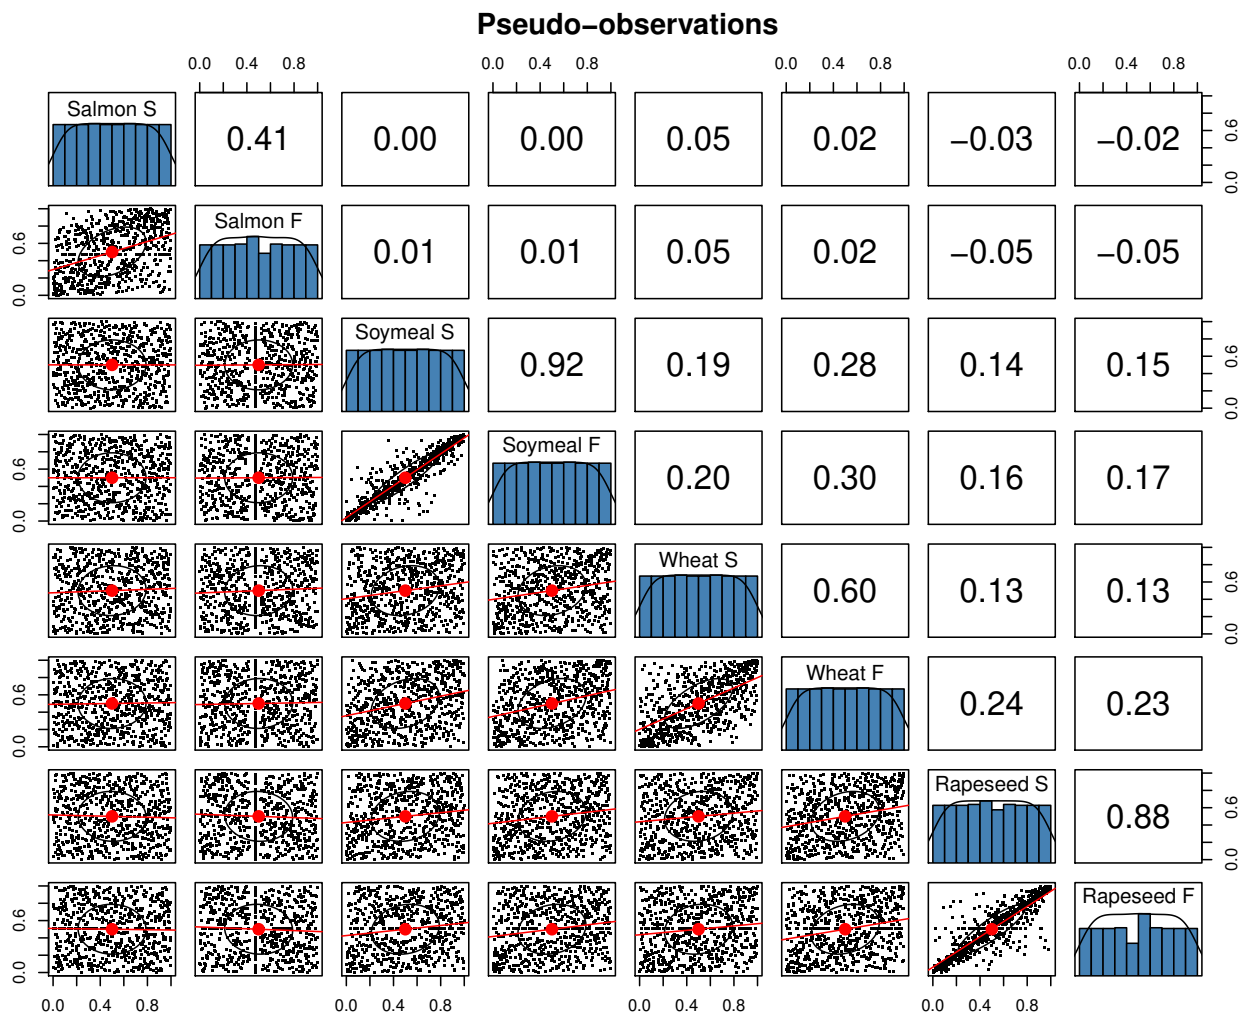 Pseudo−observations
0.0 0.4 0.8 0.0 0.4 0.8 0.0 0.4 0.8 0.0 0.4 0.8
Salmon S 0.41 0.00 0.00 0.05 0.02 −0.03 −0.02 0.0 0.6
0.0 0.6 Salmon F 0.01 0.01 0.05 0.02 −0.05 −0.05
Soymeal S 0.92 0.19 0.28 0.14 0.15 0.0 0.6
0.0 0.6 Soymeal F 0.20 0.30 0.16 0.17
Wheat S 0.60 0.13 0.13 0.0 0.6
0.0 0.6 Wheat F 0.24 0.23
Rapeseed S 0.88 0.0 0.6
0.0 0.6 Rapeseed F
0.0 0.4 0.8 0.0 0.4 0.8 0.0 0.4 0.8 0.0 0.4 0.8